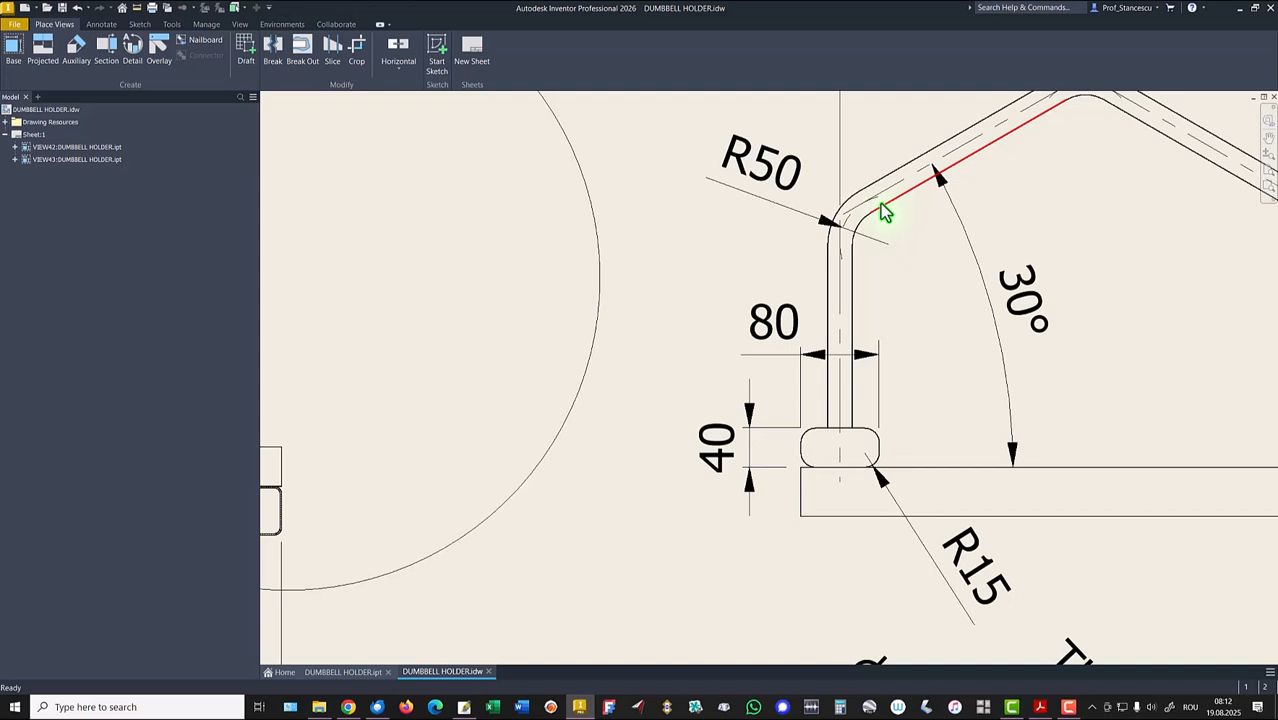 Autodesk Inventor Professional 2026 DUMBBELL HOLDER.idw
Search Help & Commands...
Prof_Stancescu
File Place Views Annotate Sketch Tools Manage View Environments Collaborate
Base Projected Auxiliary Section Detail Overlay
Nailboard
Connector
Draft
Break Break Out Slice Crop
Horizontal
Start Sketch
New Sheet
Create Modify Sketch Sheets
Model
DUMBBELL HOLDER.idw
Drawing Resources
Sheet:1
VIEW42:DUMBBELL HOLDER.ipt
VIEW43:DUMBBELL HOLDER.ipt
R50
30°
80
40
R15
Home DUMBBELL HOLDER.ipt DUMBBELL HOLDER.idw
Ready
1 2
Type here to search
ROU
08:12
19.08.2025